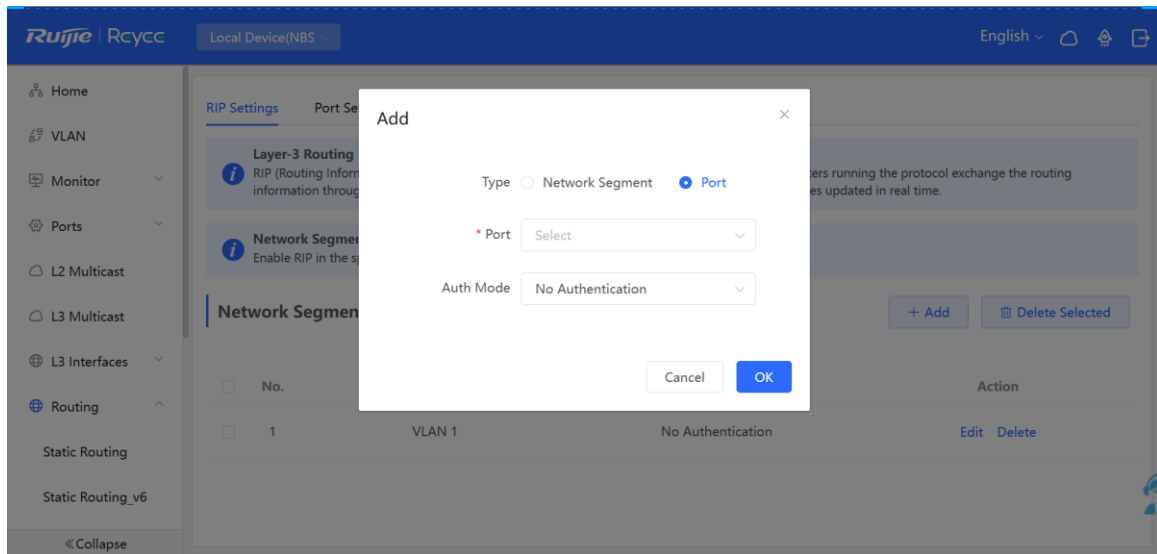 Ruijie | Rcycc
Local Device(NBS
English
Home
VLAN
Monitor
Ports
L2 Multicast
L3 Multicast
L3 Interfaces
Routing
Static Routing
Static Routing_v6
«Collapse
RIP Settings Port Se
Layer-3 Routing
RIP (Routing Inform ers running the protocol exchange the routing
information throug es updated in real time.
Network Segmen
Enable RIP in the s
Network Segmen
+ Add Delete Selected
No. Action
1 VLAN 1 No Authentication Edit Delete
Add
Type Network Segment Port
* Port Select
Auth Mode No Authentication
Cancel OK